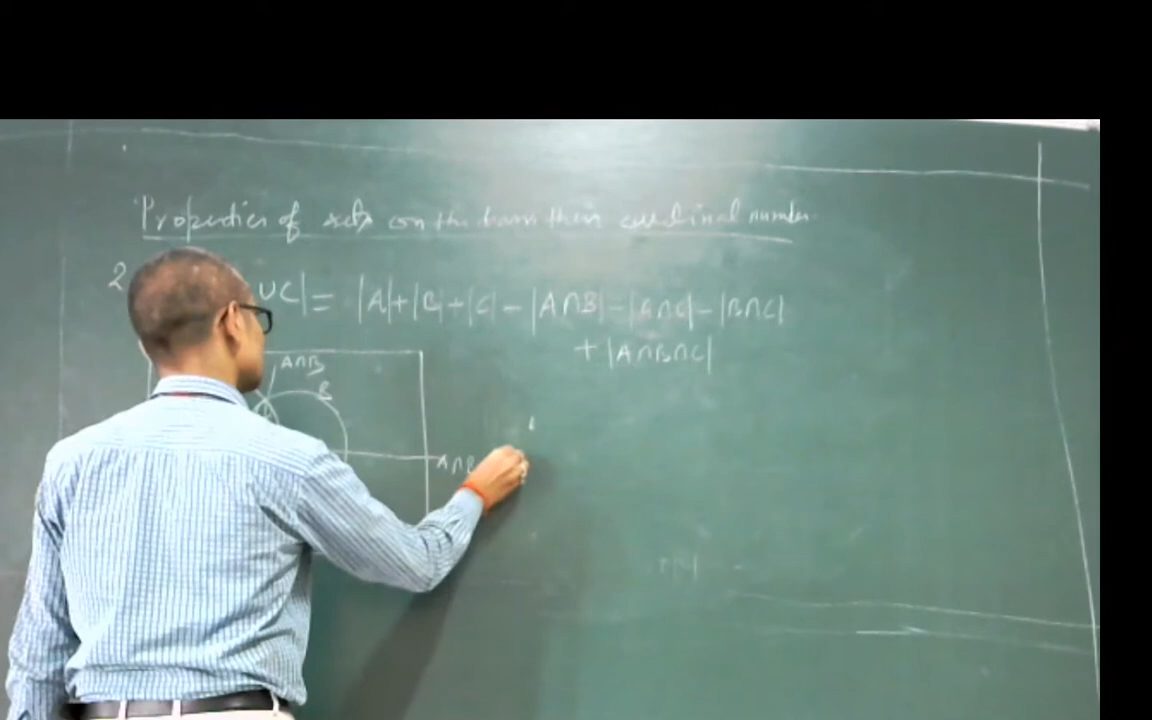 Properties of sets on the basis their cardinal number
2
∪C| = |A|+|B|+|C| - |A∩B| - |A∩C| - |B∩C|
+ |A∩B∩C|
A∩B
B
A∩B